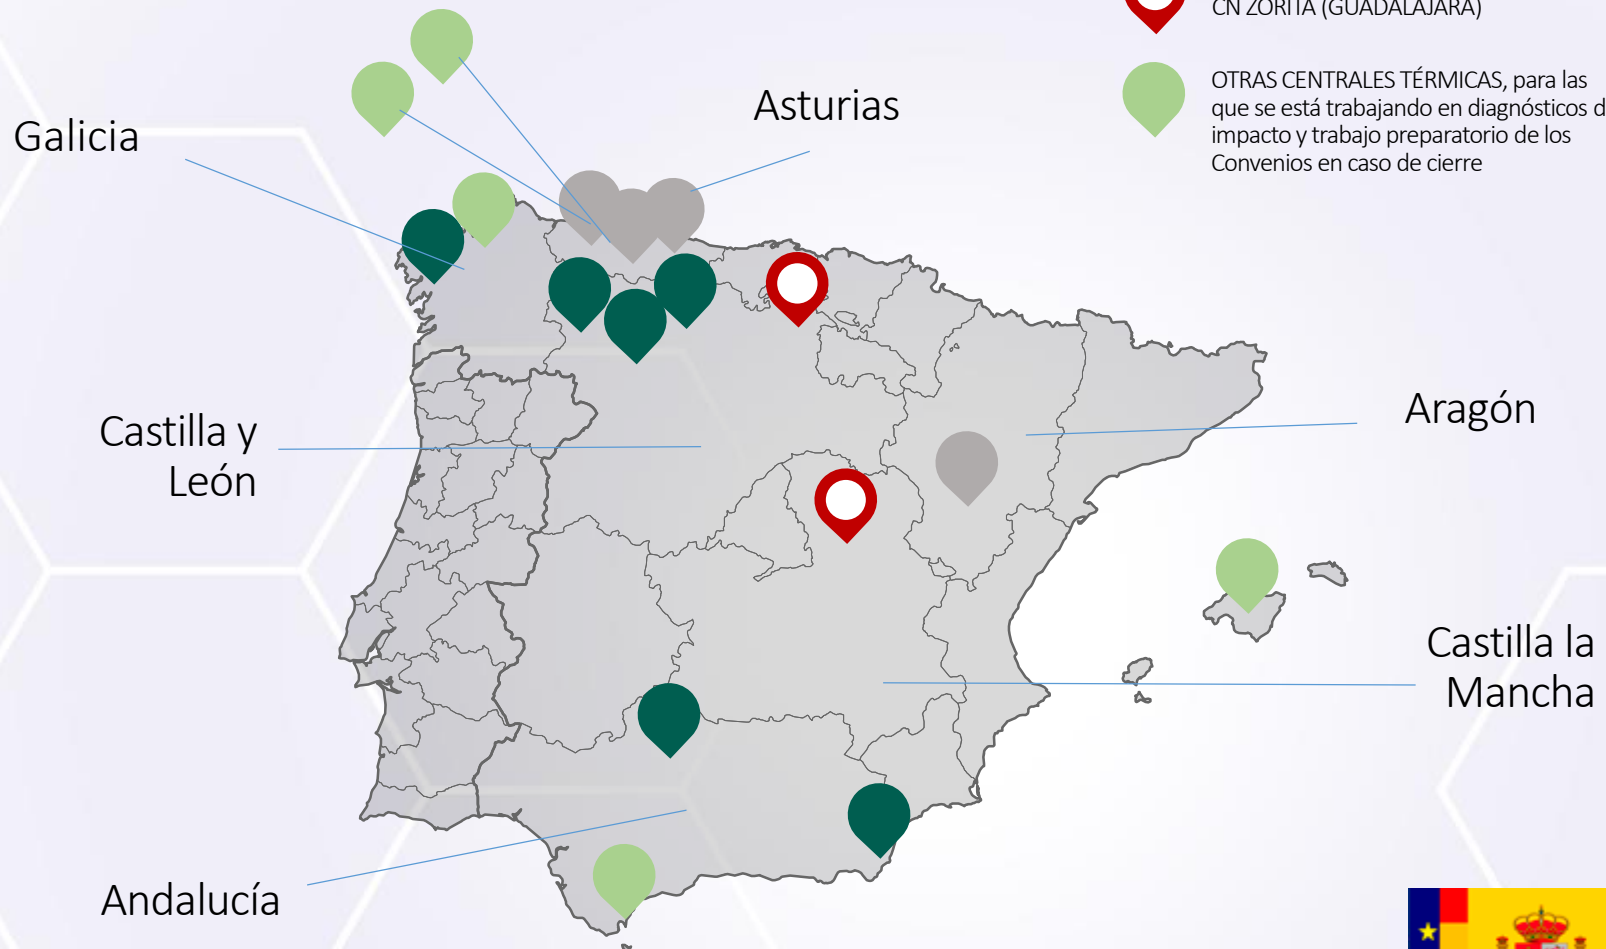 CN ZORITA (GUADALAJARA)
OTRAS CENTRALES TÉRMICAS, para las
que se está trabajando en diagnósticos d
impacto y trabajo preparatorio de los
Convenios en caso de cierre
Asturias
Galicia
Aragón
Castilla y
León
Castilla la
Mancha
Andalucía